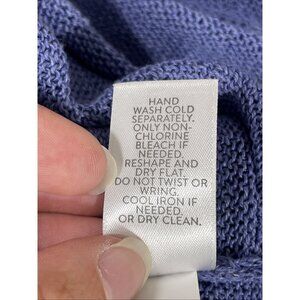 HAND
WASH COLD
SEPARATELY.
ONLY NON-
CHLORINE
BLEACH IF
NEEDED.
RESHAPE AND
DRY FLAT.
DO NOT TWIST OR
WRING.
COOL IRON IF
NEEDED.
OR DRY CLEAN.